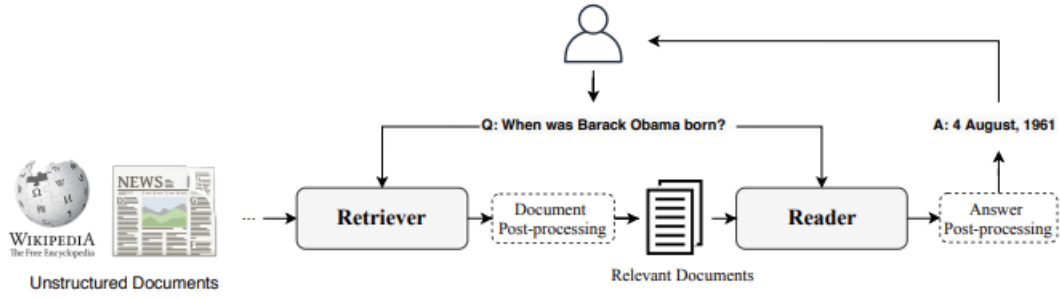 Q: When was Barack Obama born?
A: 4 August, 1961
NEWS
WIKIPEDIA
The Free Encyclopedia
Unstructured Documents
...
Retriever
Document
Post-processing
Relevant Documents
Reader
Answer
Post-processing